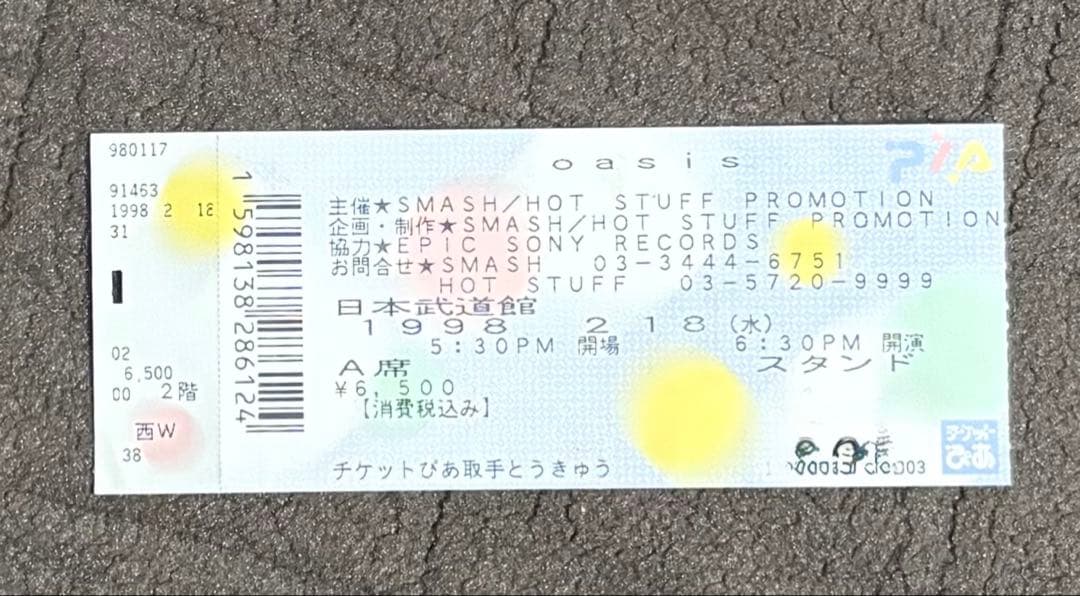 980117
91463
1998 2 18
31
02
6,500
00 2階
西W
38
1598138286124
PIA
oasis
主催★SMASH/HOT STUFF PROMOTION
企画・制作★SMASH/HOT STUFF PROMOTION
協力★EPIC SONY RECORDS
お問合せ★SMASH 03-3444-6751
HOT STUFF 03-5720-9999
日本武道館
1998 2 18 (水)
5:30PM 開場 6:30PM 開演
A席 スタンド
¥6,500
【消費税込み】
チケットぴあ取手とうきゅう
チケット
ぴあ